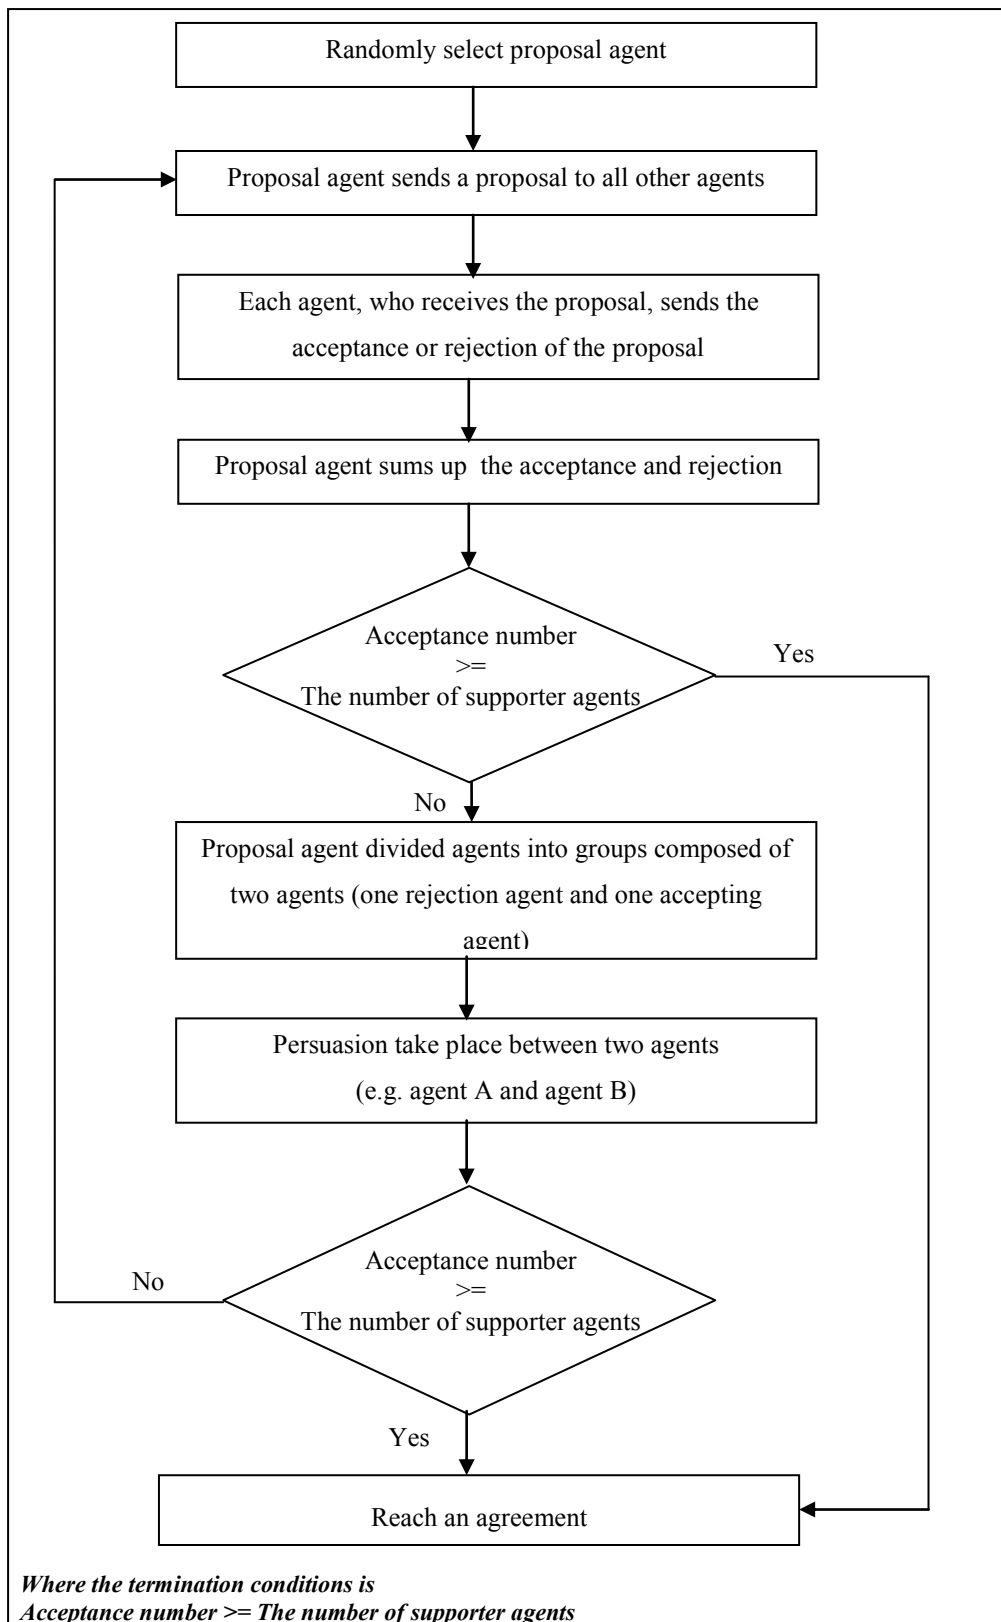 Randomly select proposal agent
Proposal agent sends a proposal to all other agents
Each agent, who receives the proposal, sends the
acceptance or rejection of the proposal
Proposal agent sums up  the acceptance and rejection
Acceptance number
>=
The number of supporter agents
Yes
No
Proposal agent divided agents into groups composed of
two agents (one rejection agent and one accepting
agent)
Persuasion take place between two agents
(e.g. agent A and agent B)
Acceptance number
>=
The number of supporter agents
No
Yes
Reach an agreement
Where the termination conditions is
Acceptance number >= The number of supporter agents